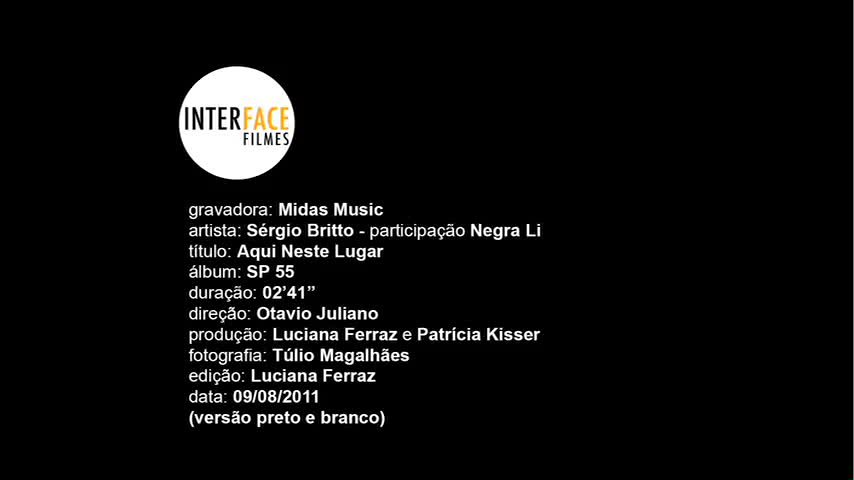 INTERFACE
FILMES
gravadora: Midas Music
artista: Sérgio Britto - participação Negra Li
título: Aqui Neste Lugar
álbum: SP 55
duração: 02’41”
direção: Otavio Juliano
produção: Luciana Ferraz e Patrícia Kisser
fotografia: Túlio Magalhães
edição: Luciana Ferraz
data: 09/08/2011
(versão preto e branco)